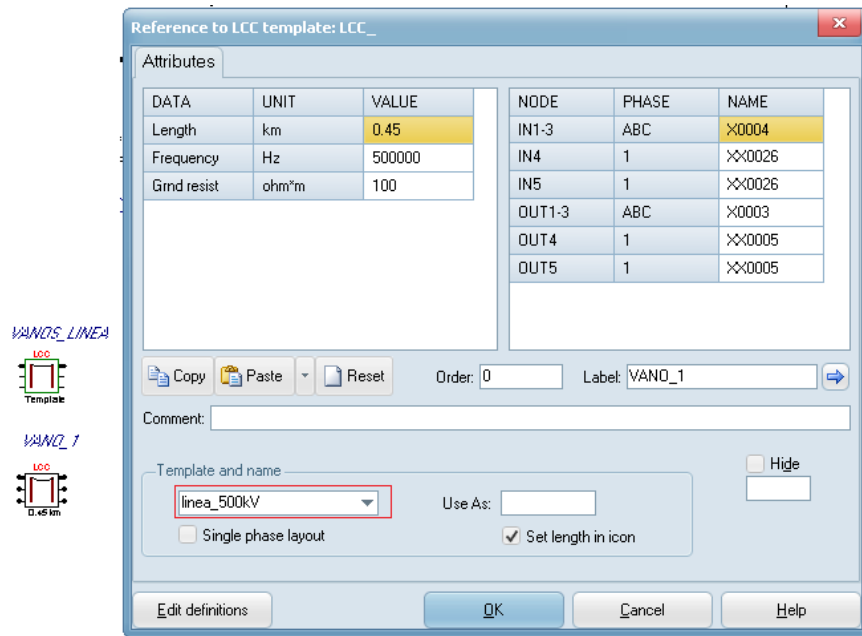 Reference to LCC template: LCC_
Attributes
DATA UNIT VALUE
Length km 0.45
Frequency Hz 500000
Grnd resist ohm*m 100
NODE PHASE NAME
IN1-3 ABC X0004
IN4 1 XX0026
IN5 1 XX0026
OUT1-3 ABC X0003
OUT4 1 XX0005
OUT5 1 XX0005
VANOS_LINEA
LCC
Template
VANO_1
LCC
0.45 km
Copy Paste Reset Order: 0 Label: VANO_1
Comment:
Template and name
linea_500kV Use As:
Single phase layout Set length in icon
Hide
Edit definitions OK Cancel Help